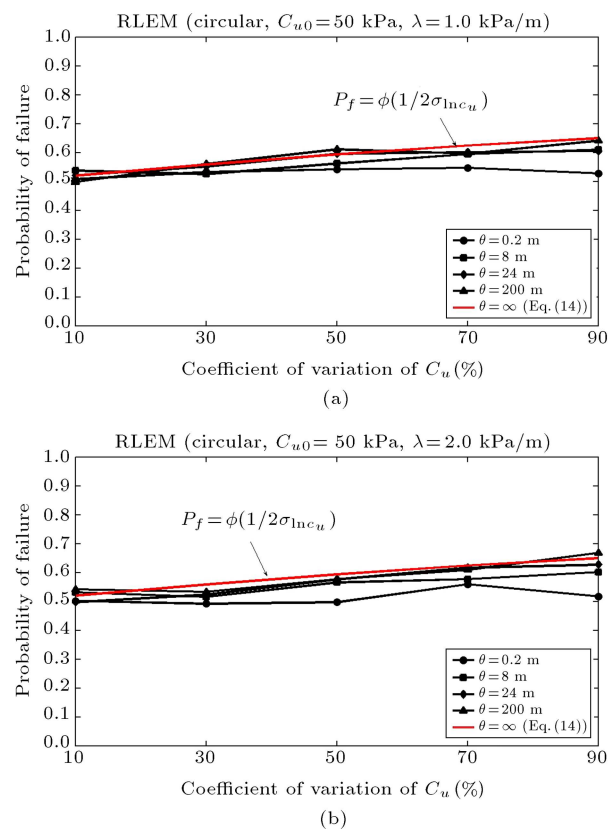 RLEM (circular, Cu0=50 kPa, λ=1.0 kPa/m)
1.0
0.9
0.8
0.7
0.6
0.5
0.4
0.3
0.2
0.1
0.0
Probability of failure
Pf=ϕ(1/2σlncu)
θ=0.2 m
θ=8 m
θ=24 m
θ=200 m
θ=∞ (Eq. (14))
10 30 50 70 90
Coefficient of variation of Cu(%)
(a)
RLEM (circular, Cu0= 50 kPa, λ=2.0 kPa/m)
1.0
0.9
0.8
0.7
0.6
0.5
0.4
0.3
0.2
0.1
0.0
Probability of failure
Pf=ϕ(1/2σlncu)
θ=0.2 m
θ=8 m
θ=24 m
θ=200 m
θ=∞ (Eq. (14))
10 30 50 70 90
Coefficient of variation of Cu(%)
(b)